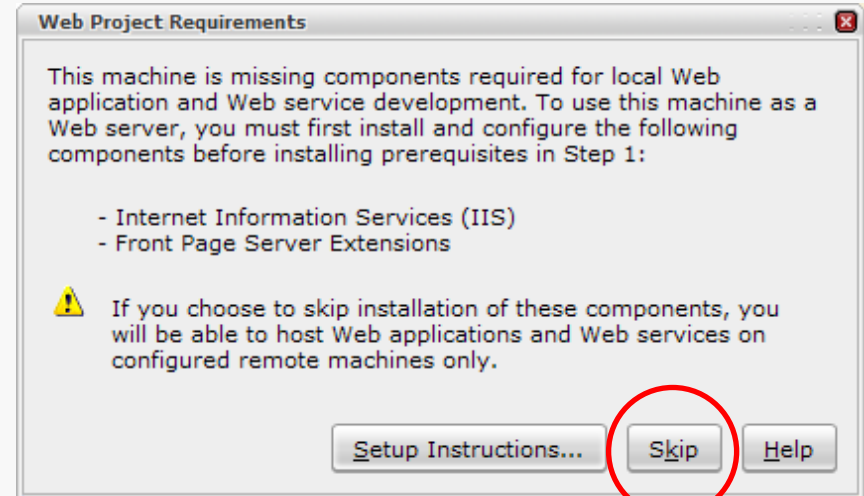 Web Project Requirements
This machine is missing components required for local Web
application and Web service development. To use this machine as a
Web server, you must first install and configure the following
components before installing prerequisites in Step 1:
- Internet Information Services (IIS)
- Front Page Server Extensions
If you choose to skip installation of these components, you
will be able to host Web applications and Web services on
configured remote machines only.
Setup Instructions... Skip Help